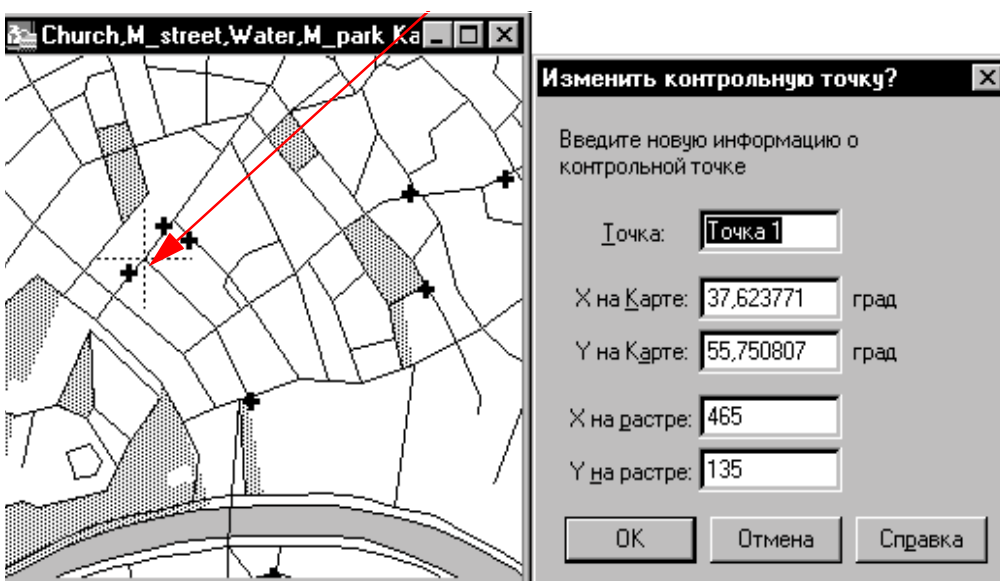 Church,M_street,Water,M_park Ка
Изменить контрольную точку?
Введите новую информацию о
контрольной точке
Точка: Точка 1
X на Карте: 37,623771 град
Y на Карте: 55,750807 град
X на растре: 465
Y на растре: 135
OK Отмена Справка